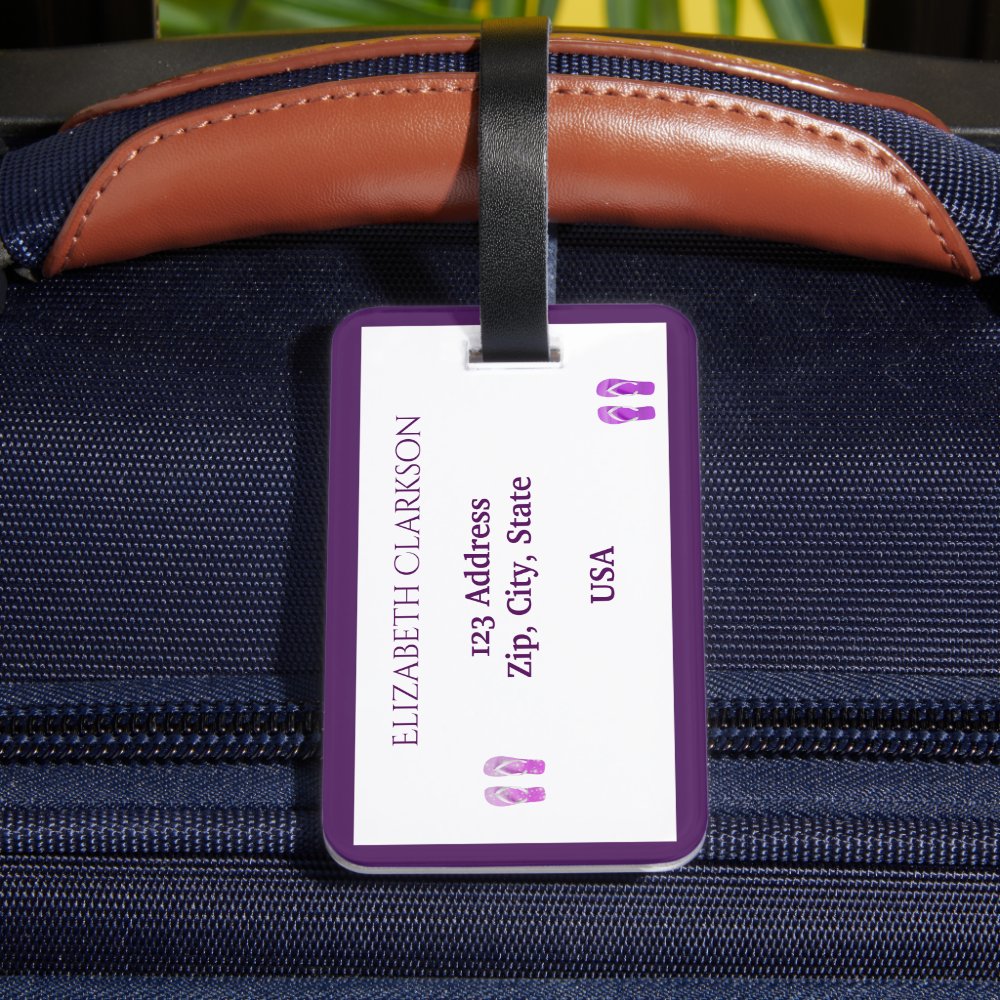 ELIZABETH CLARKSON
123 Address
Zip, City, State
USA